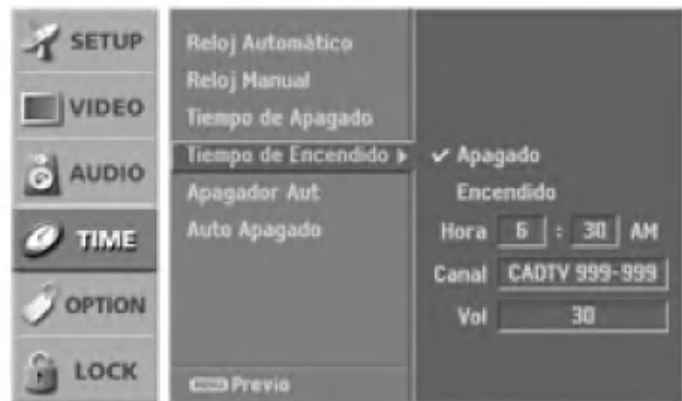 SETUP
VIDEO
AUDIO
TIME
OPTION
LOCK
Reloj Automático
Reloj Manual
Tiempo de Apagado
Tiempo de Encendido
Apagador Aut
Auto Apagado
MENU Previo
✓ Apagado
Encendido
Hora 6 : 30 AM
Canal CADTV 999-999
Vol 30